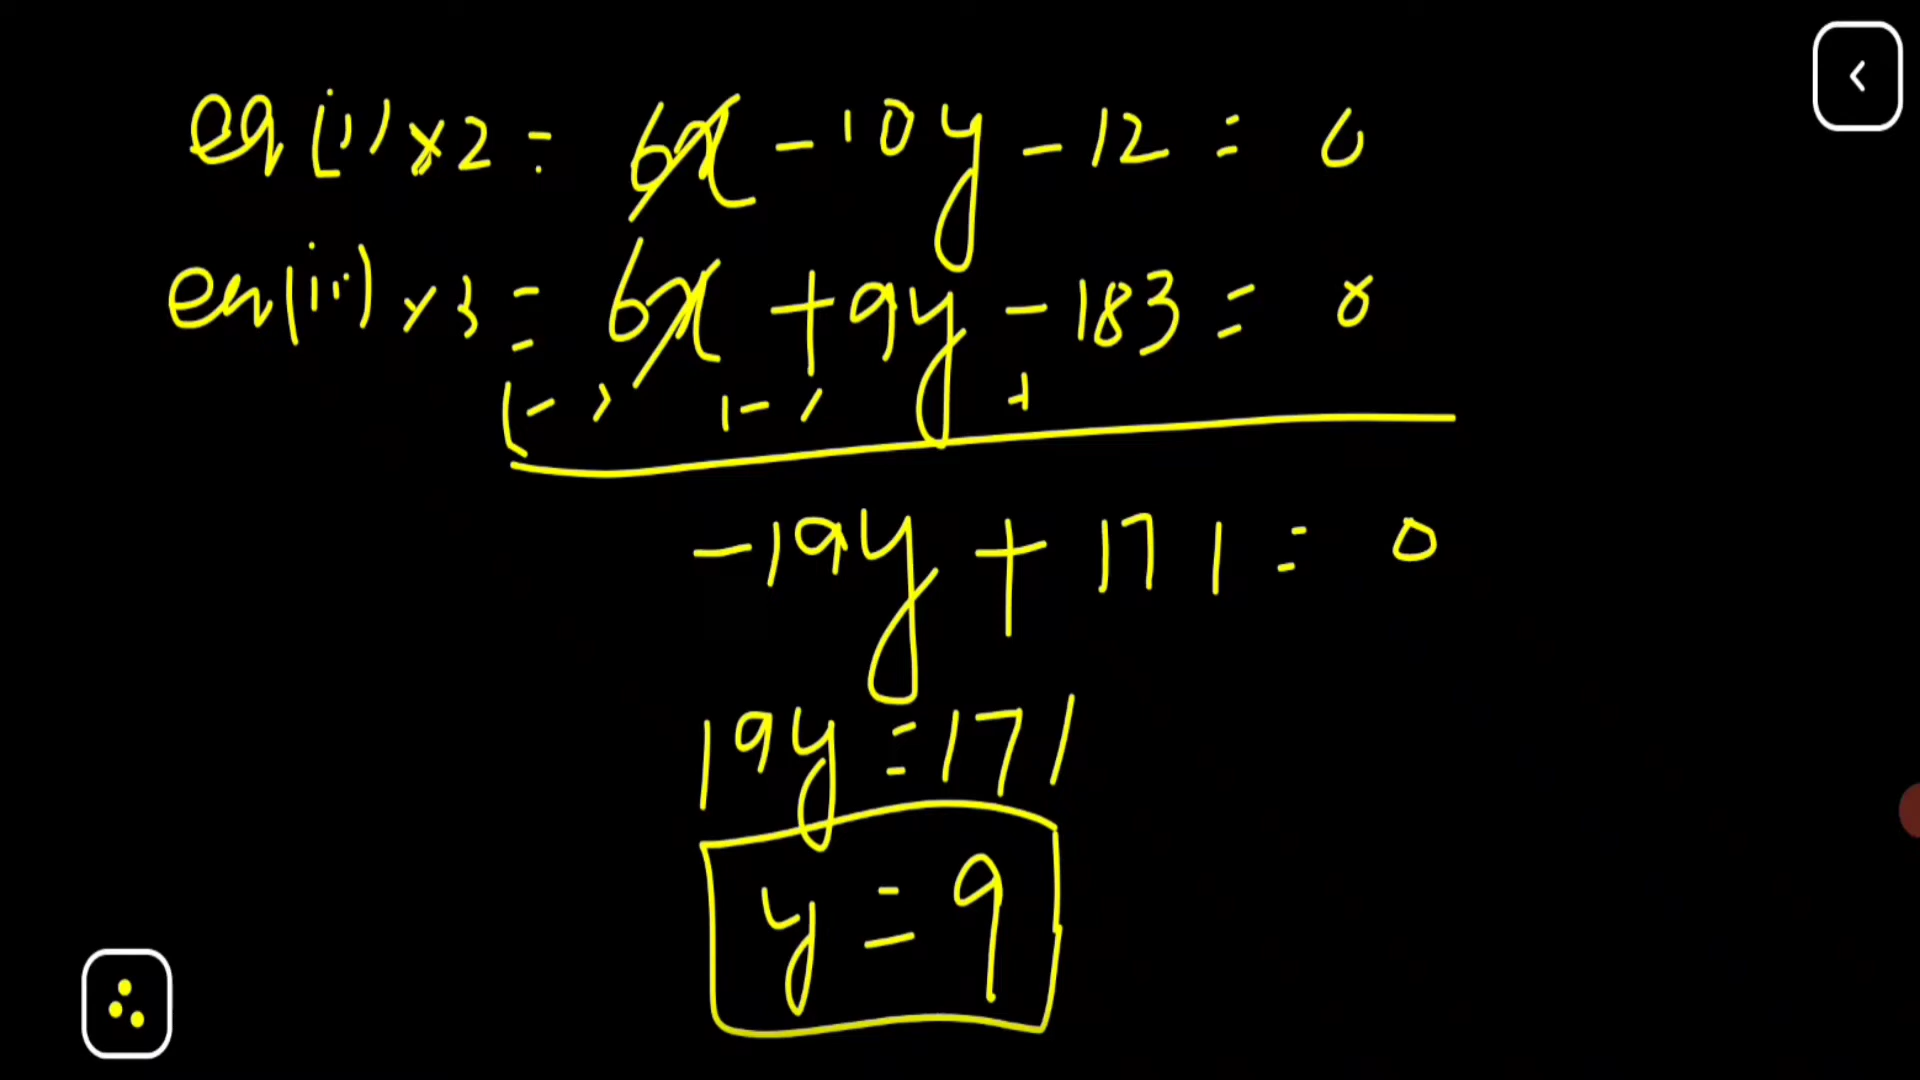 eq (i) ×2 = 6x - 10y - 12 = 0
eq (ii) ×3 = 6x + 9y - 183 = 0
(-) (-) +
-19y + 171 = 0
19y = 171
y = 9